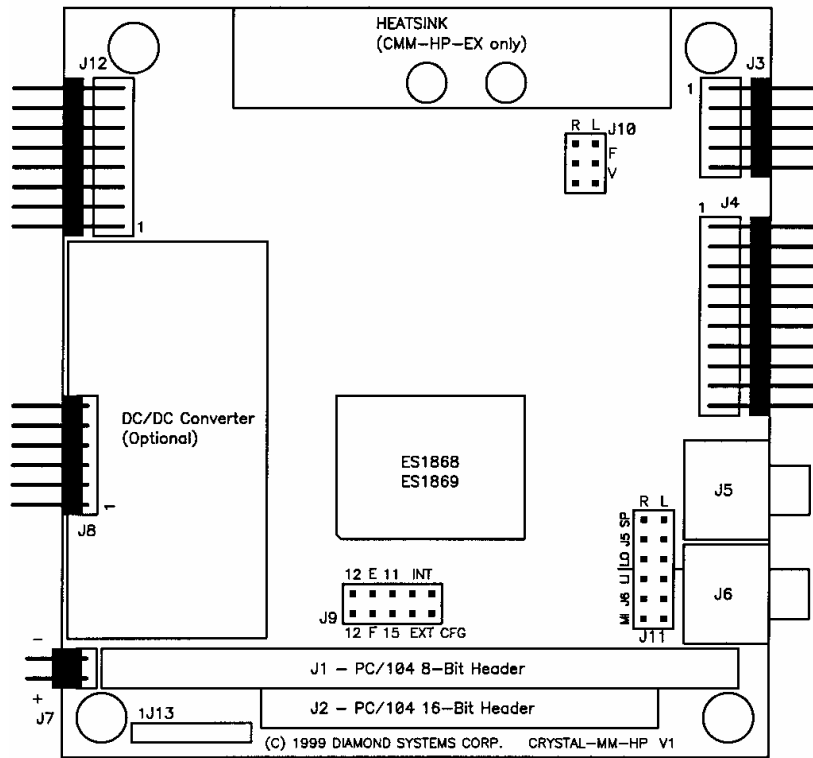 HEATSINK
(CMM-HP-EX only)
J12
J3
1
R L J10
F
V
1
1 J4
DC/DC Converter
(Optional)
1
J8
ES1868
ES1869
J5
R L
SP
J5
LO
LI
J6
MI
J11
J6
12 E 11 INT
J9
12 F 15 EXT CFG
-
+
J7
J1 - PC/104 8-Bit Header
J2 - PC/104 16-Bit Header
1J13
(C) 1999 DIAMOND SYSTEMS CORP. CRYSTAL-MM-HP V1